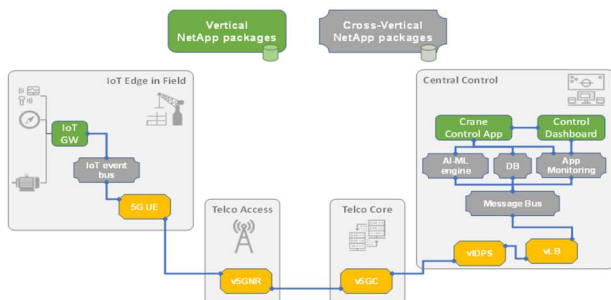 Vertical
NetApp packages
Cross-Vertical
NetApp packages
IoT Edge in Field
IoT
GW
IoT event
bus
5G UE
Telco Access
v5GNR
Telco Core
v5GC
Central Control
Crane
Control App
Control
Dashboard
AI-ML
engine
DB
App
Monitoring
Message Bus
vIDPS
vLB